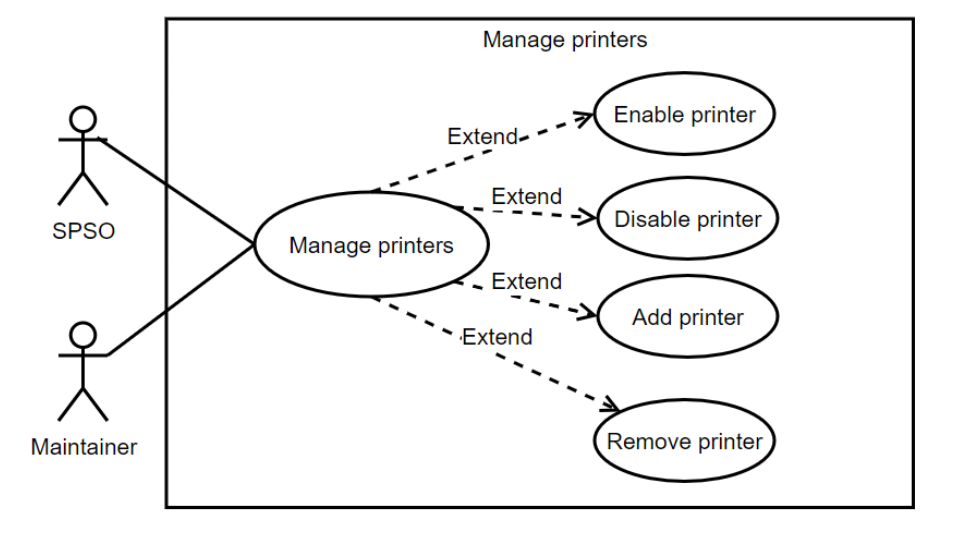 Manage printers
Enable printer
Extend
SPSO
Extend
Disable printer
Manage printers
Extend
Add printer
Extend
Maintainer
Remove printer